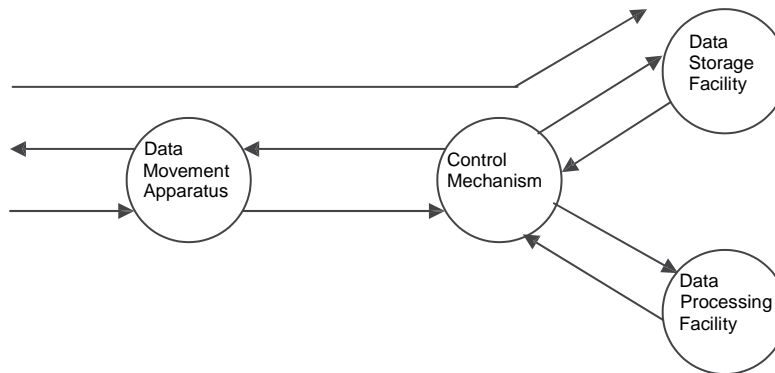 Data
Storage
Facility
Data
Movement
Apparatus
Control
Mechanism
Data
Processing
Facility